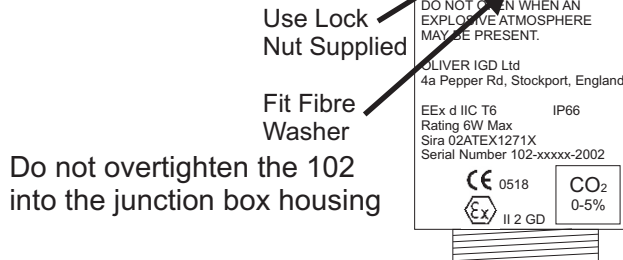 Use Lock
Nut Supplied
Fit Fibre
Washer
Do not overtighten the 102
into the junction box housing
DO NOT OPEN WHEN AN
EXPLOSIVE ATMOSPHERE
MAY BE PRESENT.
OLIVER IGD Ltd
4a Pepper Rd, Stockport, England
EEx d IIC T6 IP66
Rating 6W Max
Sira 02ATEX1271X
Serial Number 102-xxxxx-2002
CE 0518
Ex II 2 GD
CO₂
0-5%